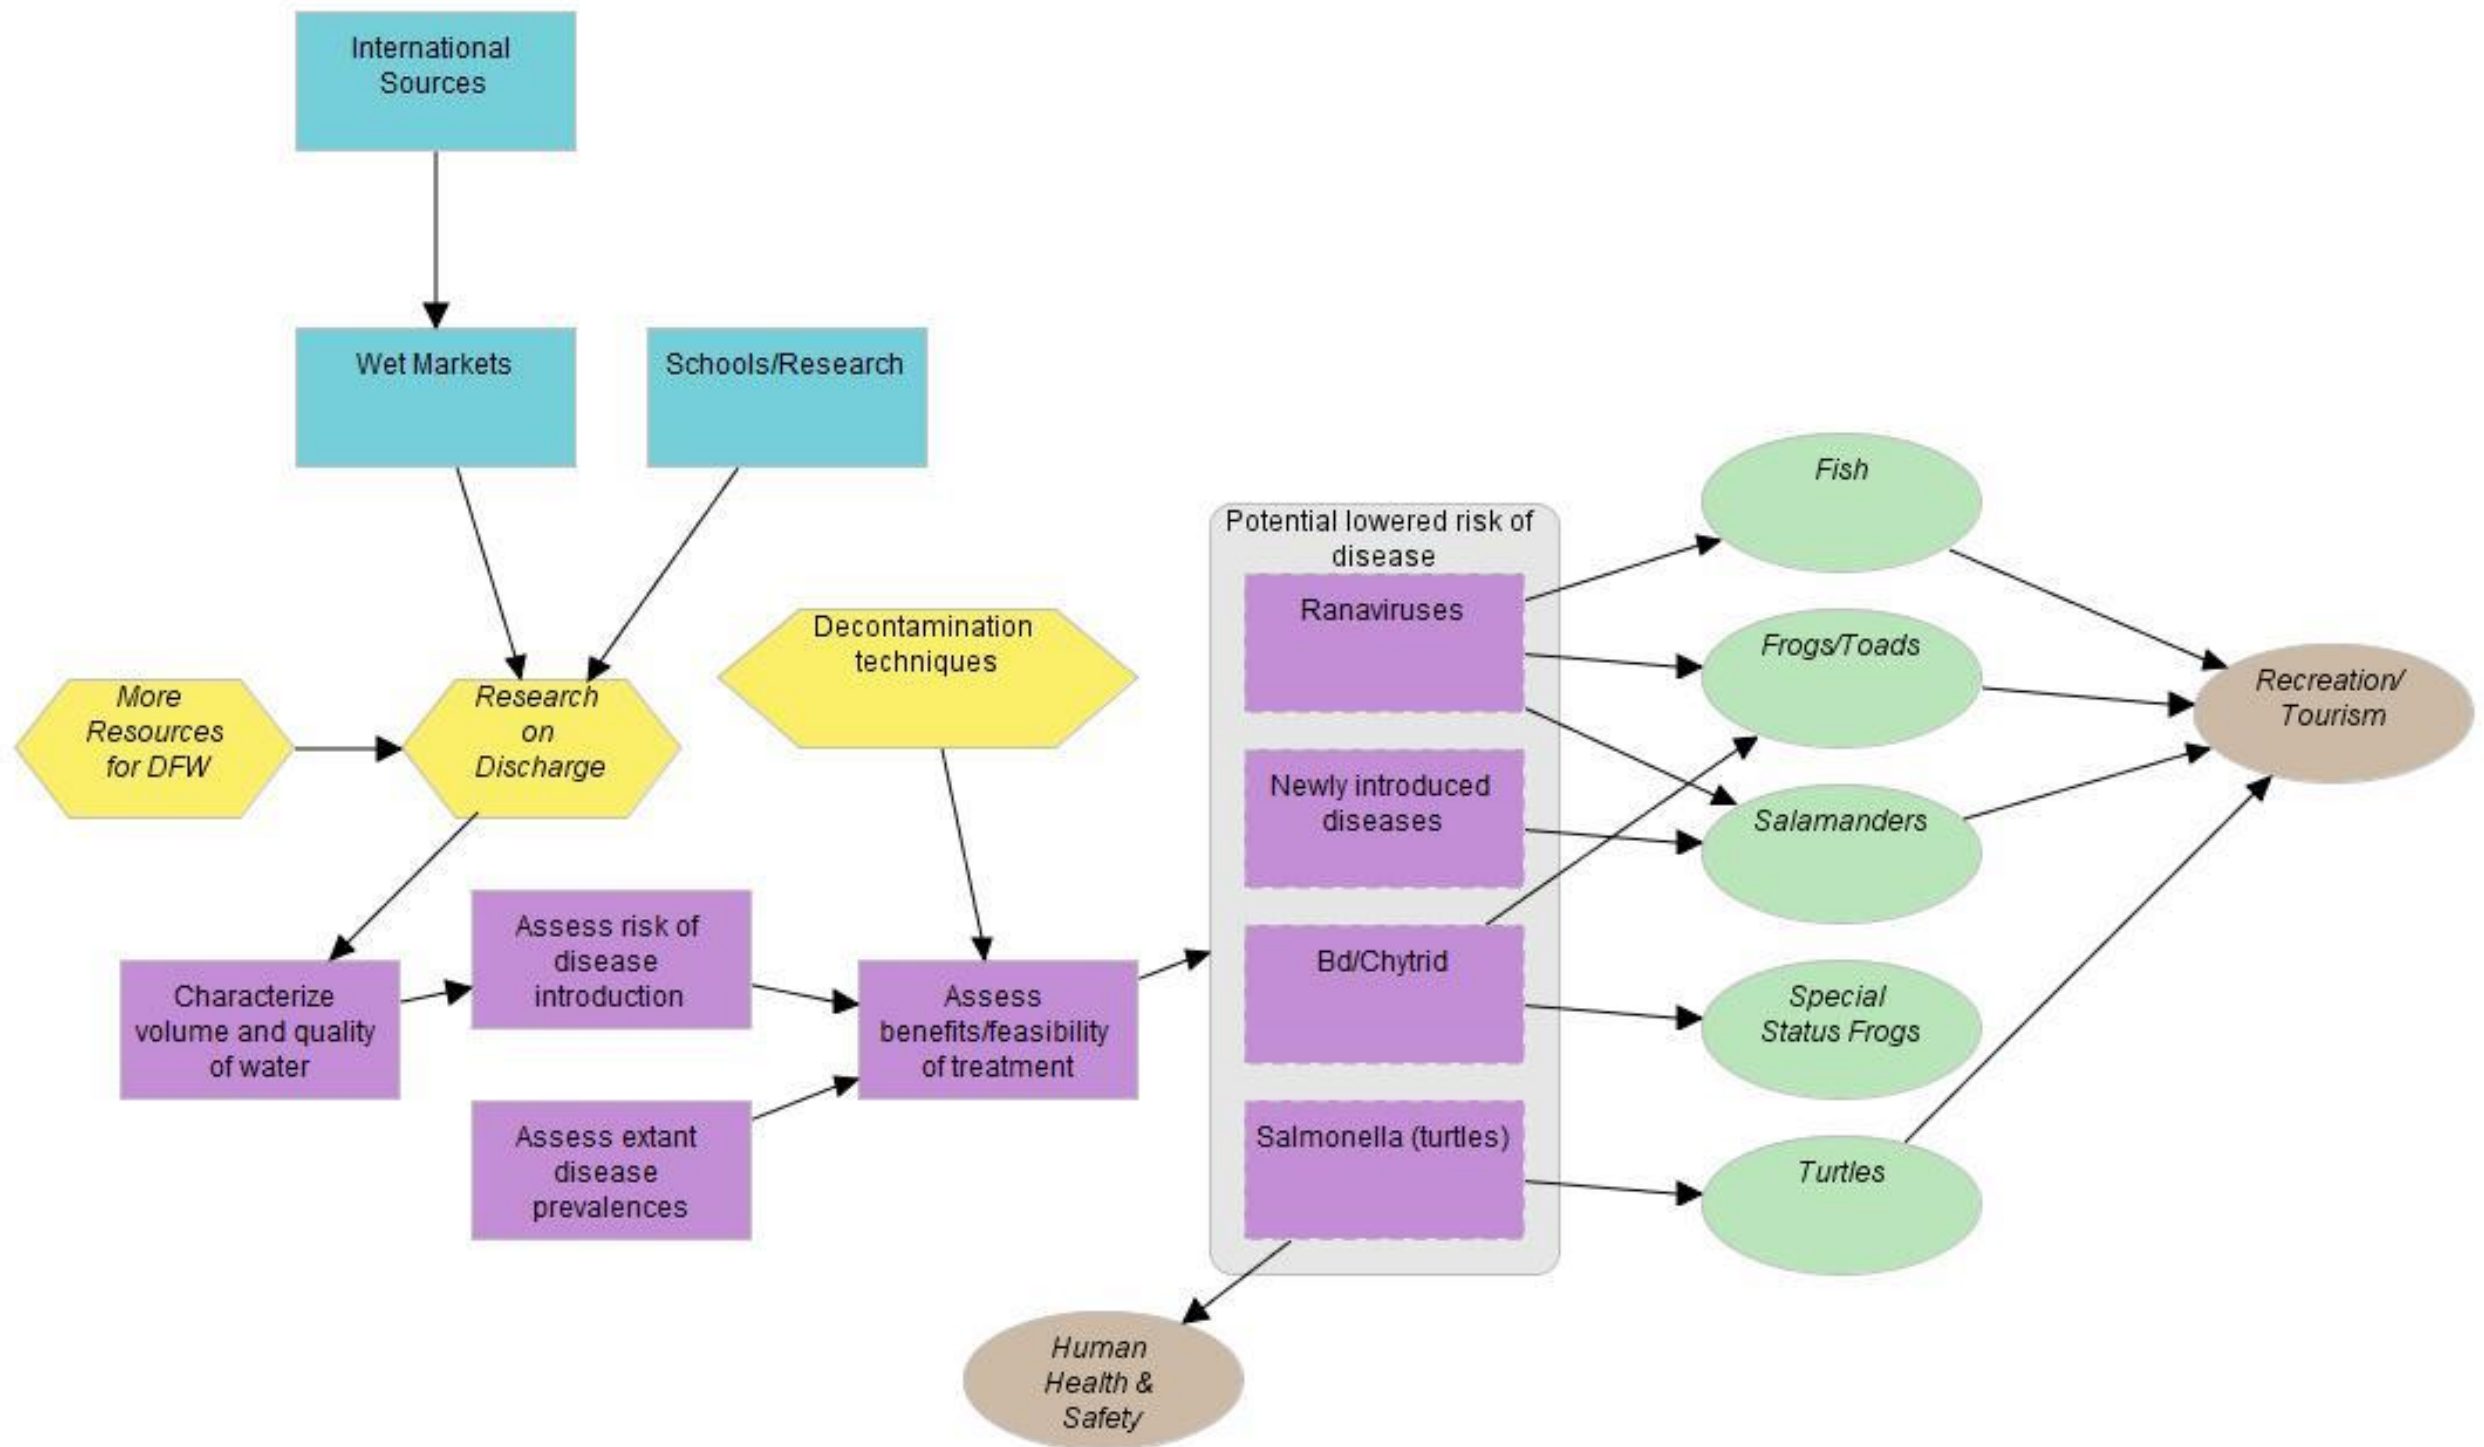 International
Sources
Wet Markets
Schools/Research
More
Resources
for DFW
Research
on
Discharge
Decontamination
techniques
Characterize
volume and quality
of water
Assess risk of
disease
introduction
Assess extant
disease
prevalences
Assess
benefits/feasibility
of treatment
Potential lowered risk of
disease
Ranaviruses
Newly introduced
diseases
Bd/Chytrid
Salmonella (turtles)
Fish
Frogs/Toads
Salamanders
Special
Status Frogs
Turtles
Recreation/
Tourism
Human
Health &
Safety